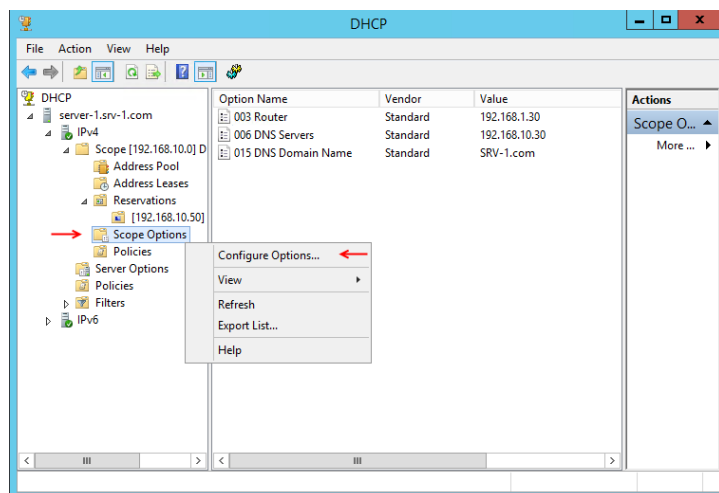 DHCP
File Action View Help
DHCP
server-1.srv-1.com
IPv4
Scope [192.168.10.0] D
Address Pool
Address Leases
Reservations
[192.168.10.50]
Scope Options
Policies
Server Options
Policies
Filters
IPv6
Option Name Vendor Value
003 Router Standard 192.168.1.30
006 DNS Servers Standard 192.168.10.30
015 DNS Domain Name Standard SRV-1.com
Configure Options...
View
Refresh
Export List...
Help
Actions
Scope O...
More ...